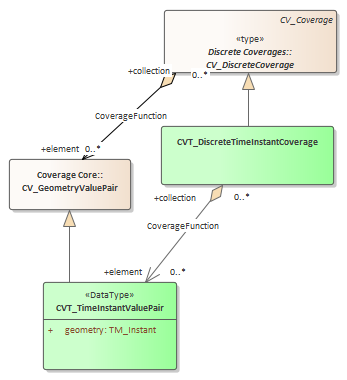 CV_Coverage
«type»
Discrete Coverages::
CV_DiscreteCoverage
+collection
0..*
CoverageFunction
+element
0..*
CVT_DiscreteTimeInstantCoverage
Coverage Core::
CV_GeometryValuePair
+collection
0..*
CoverageFunction
+element
0..*
«DataType»
CVT_TimeInstantValuePair
+ geometry: TM_Instant